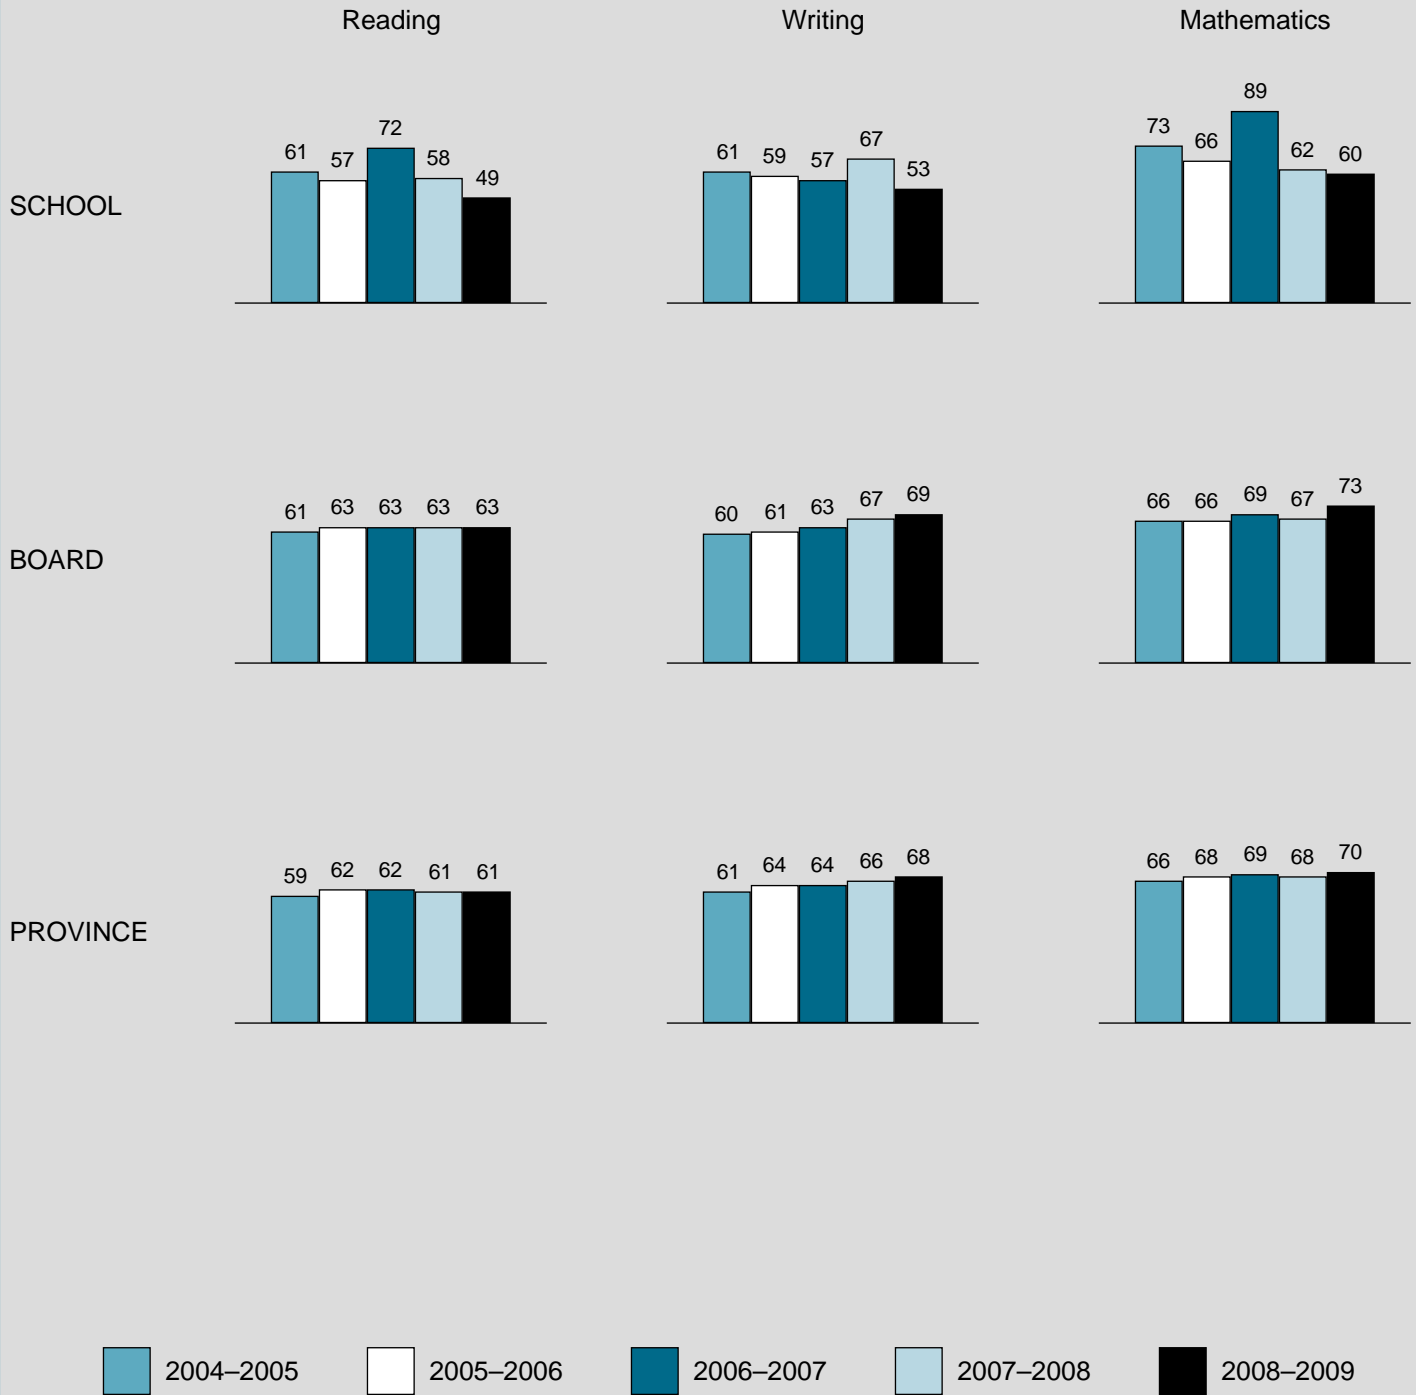 Reading Writing Mathematics
SCHOOL
61 57 72 58 49
61 59 57 67 53
73 66 89 62 60
BOARD
61 63 63 63 63
60 61 63 67 69
66 66 69 67 73
PROVINCE
59 62 62 61 61
61 64 64 66 68
66 68 69 68 70
2004–2005 2005–2006 2006–2007 2007–2008 2008–2009